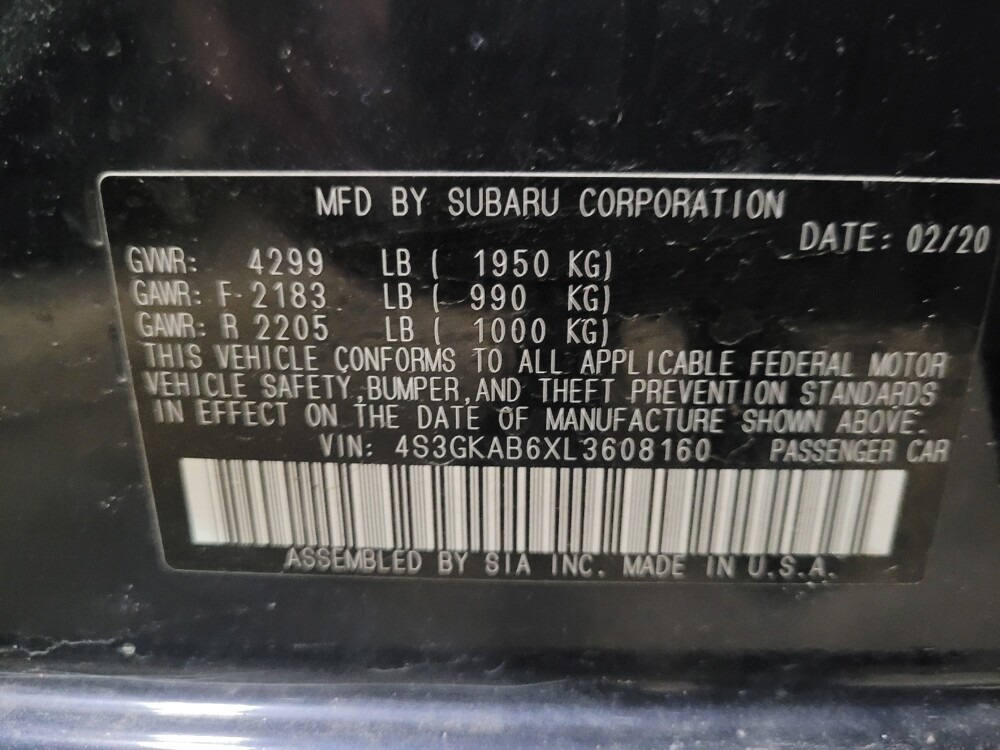 MFD BY SUBARU CORPORATION
DATE: 02/20
GVWR: 4299 LB ( 1950 KG)
GAWR: F-2183 LB ( 990 KG)
GAWR: R 2205 LB ( 1000 KG)
THIS VEHICLE CONFORMS TO ALL APPLICABLE FEDERAL MOTOR
VEHICLE SAFETY,BUMPER,AND THEFT PREVENTION STANDARDS
IN EFFECT ON THE DATE OF MANUFACTURE SHOWN ABOVE.
VIN: 4S3GKAB6XL3608160 PASSENGER CAR
ASSEMBLED BY SIA INC. MADE IN U.S.A.